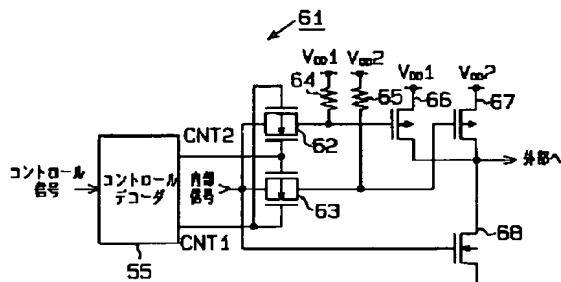 61
VDD1 VDD2
64 65
VDD1 VDD2
66 67
CNT2
62
コントロール
信号
コントロール
デコーダ
内部
信号
外部へ
63
CNT1
68
55